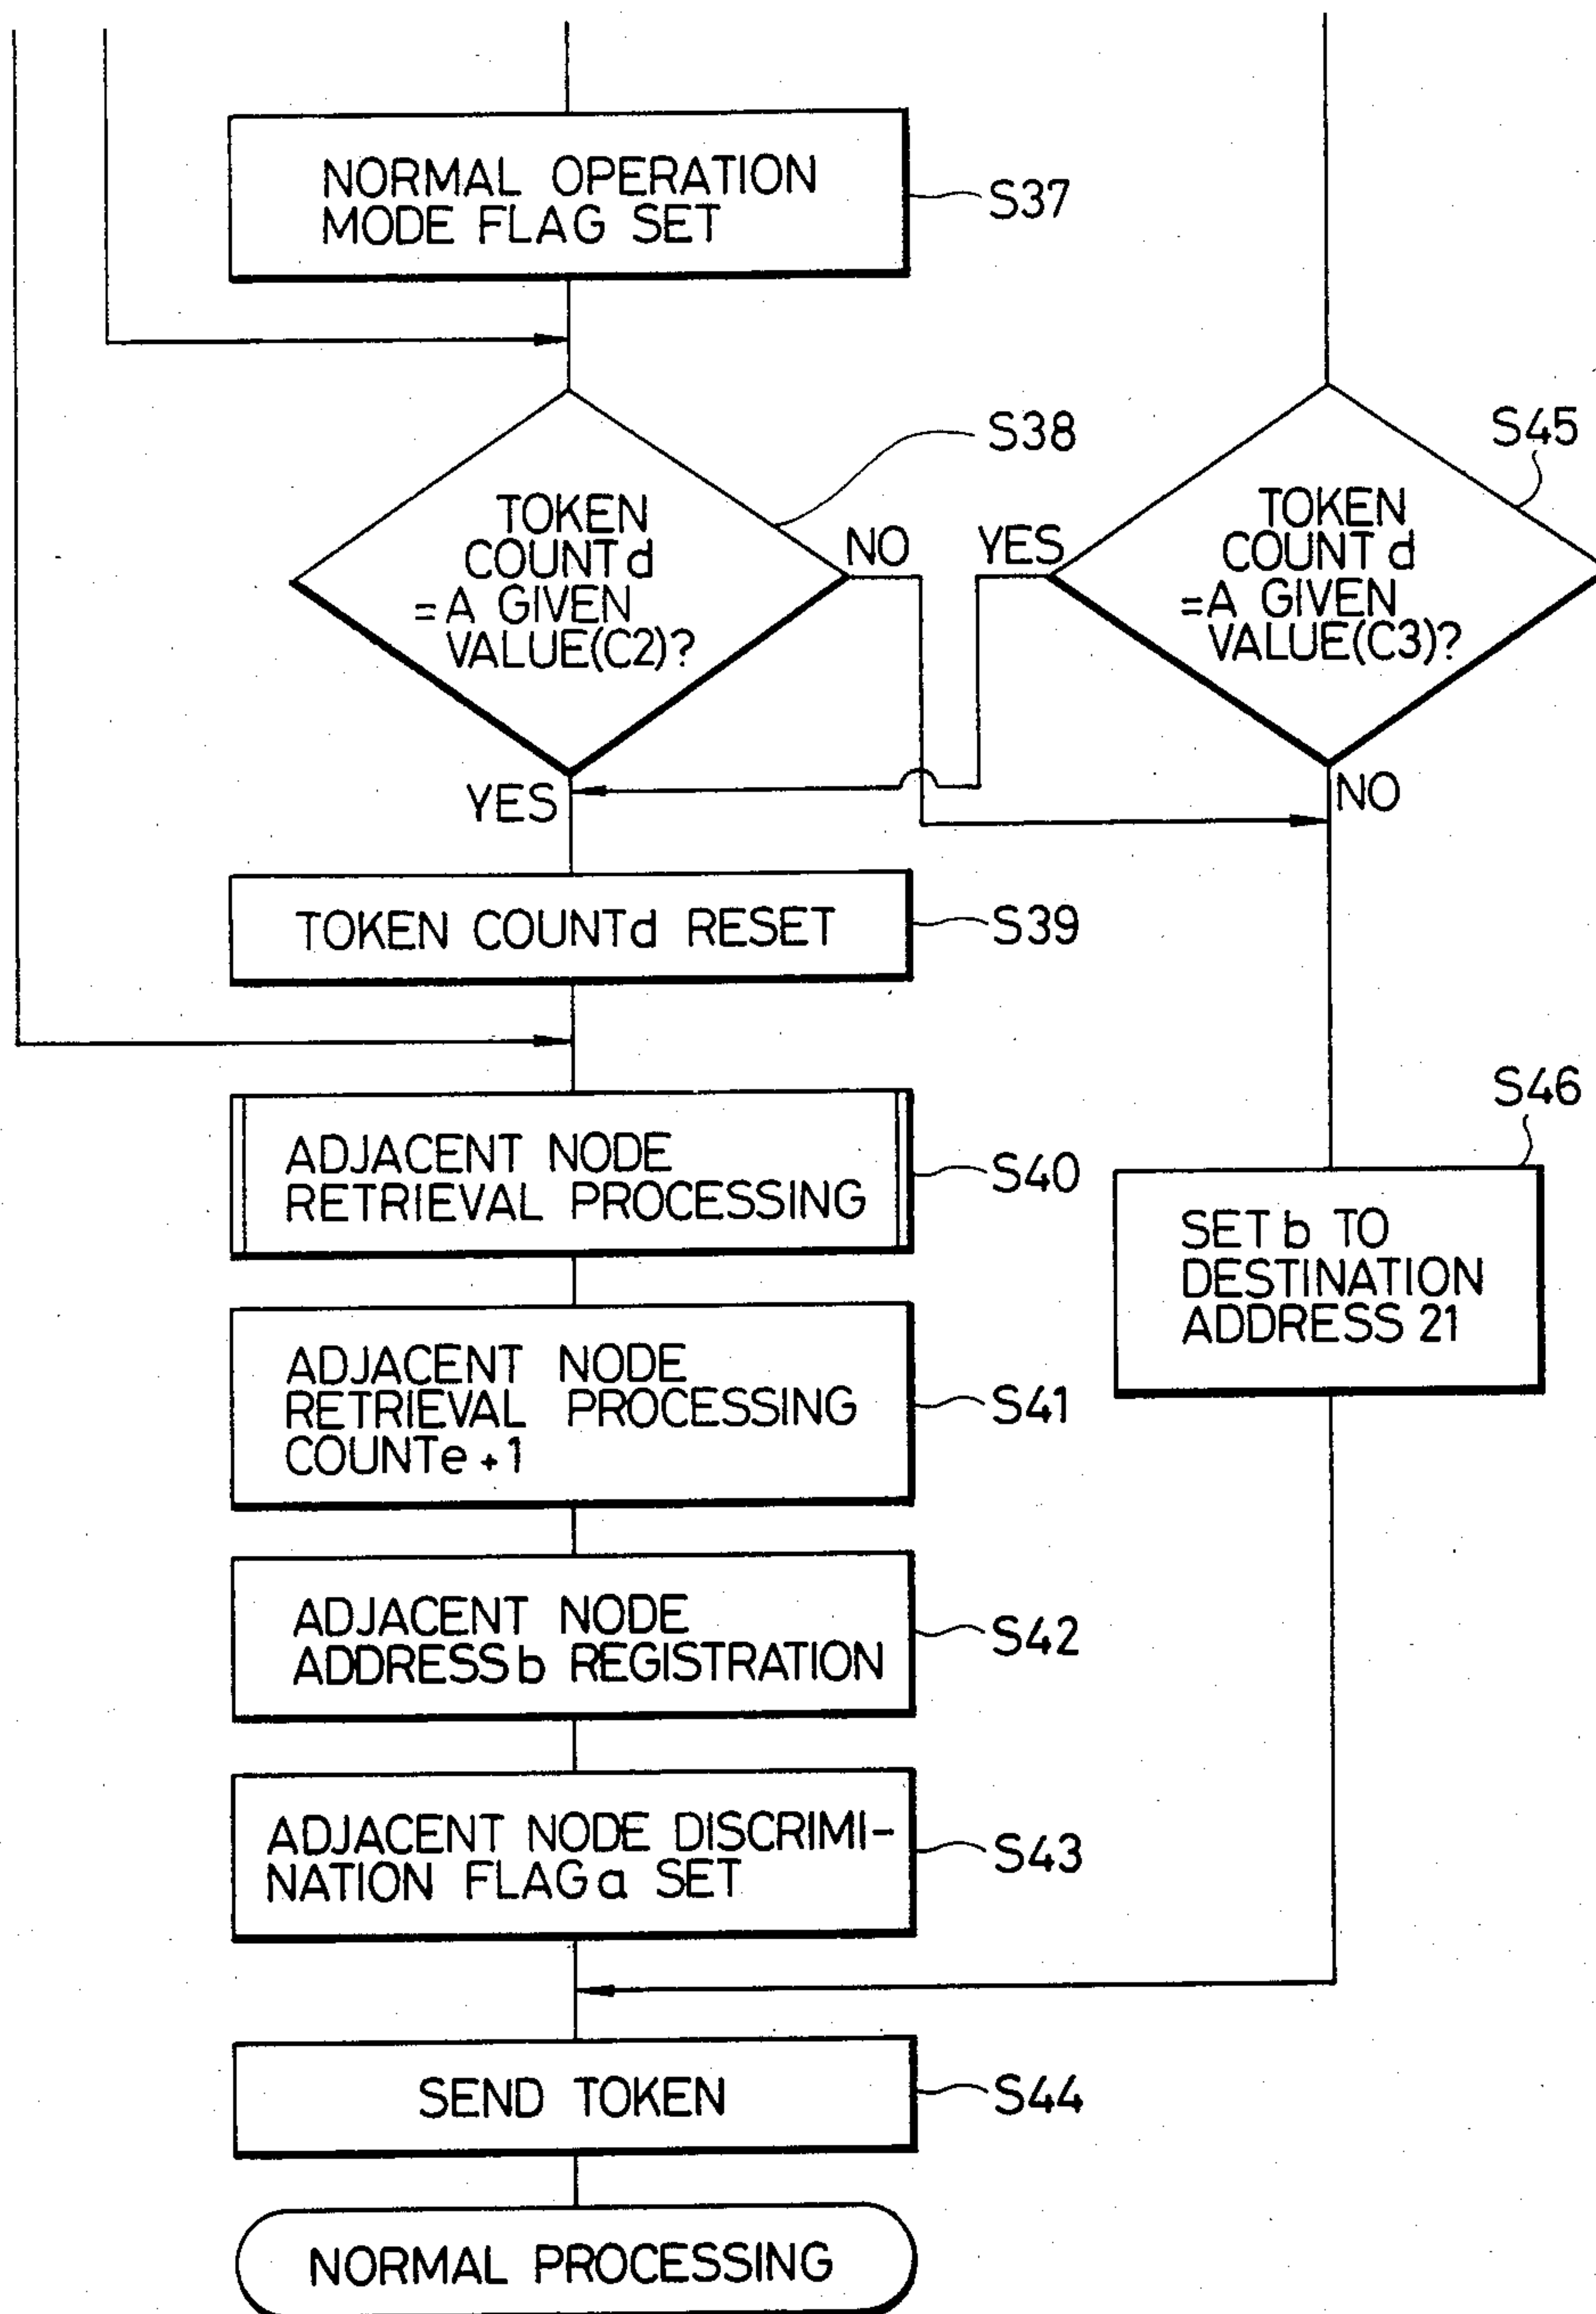 NORMAL OPERATION
MODE FLAG SET
S37
S38
S45
TOKEN
COUNT d
=A GIVEN
VALUE(C2)?
NO
YES
TOKEN
COUNT d
=A GIVEN
VALUE(C3)?
YES
NO
TOKEN COUNT d RESET
S39
ADJACENT NODE
RETRIEVAL PROCESSING
S40
S46
SET b TO
DESTINATION
ADDRESS 21
ADJACENT NODE
RETRIEVAL PROCESSING
COUNT e +1
S41
ADJACENT NODE
ADDRESS b REGISTRATION
S42
ADJACENT NODE DISCRIMI-
NATION FLAG a SET
S43
SEND TOKEN
S44
NORMAL PROCESSING